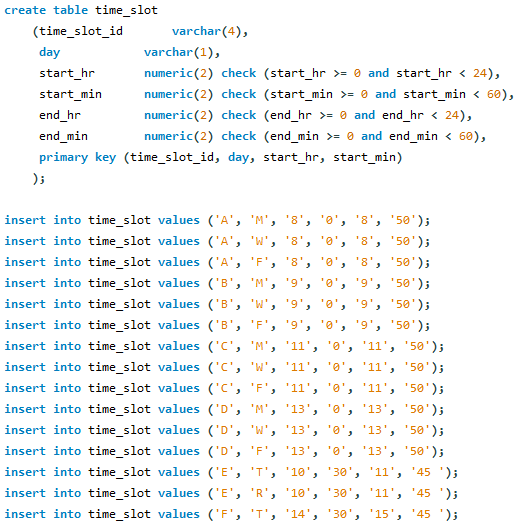 create table time_slot
(time_slot_id varchar(4),
day varchar(1),
start_hr numeric(2) check (start_hr >= 0 and start_hr < 24),
start_min numeric(2) check (start_min >= 0 and start_min < 60),
end_hr numeric(2) check (end_hr >= 0 and end_hr < 24),
end_min numeric(2) check (end_min >= 0 and end_min < 60),
primary key (time_slot_id, day, start_hr, start_min)
);
insert into time_slot values ('A', 'M', '8', '0', '8', '50');
insert into time_slot values ('A', 'W', '8', '0', '8', '50');
insert into time_slot values ('A', 'F', '8', '0', '8', '50');
insert into time_slot values ('B', 'M', '9', '0', '9', '50');
insert into time_slot values ('B', 'W', '9', '0', '9', '50');
insert into time_slot values ('B', 'F', '9', '0', '9', '50');
insert into time_slot values ('C', 'M', '11', '0', '11', '50');
insert into time_slot values ('C', 'W', '11', '0', '11', '50');
insert into time_slot values ('C', 'F', '11', '0', '11', '50');
insert into time_slot values ('D', 'M', '13', '0', '13', '50');
insert into time_slot values ('D', 'W', '13', '0', '13', '50');
insert into time_slot values ('D', 'F', '13', '0', '13', '50');
insert into time_slot values ('E', 'T', '10', '30', '11', '45 ');
insert into time_slot values ('E', 'R', '10', '30', '11', '45 ');
insert into time_slot values ('F', 'T', '14', '30', '15', '45 ');